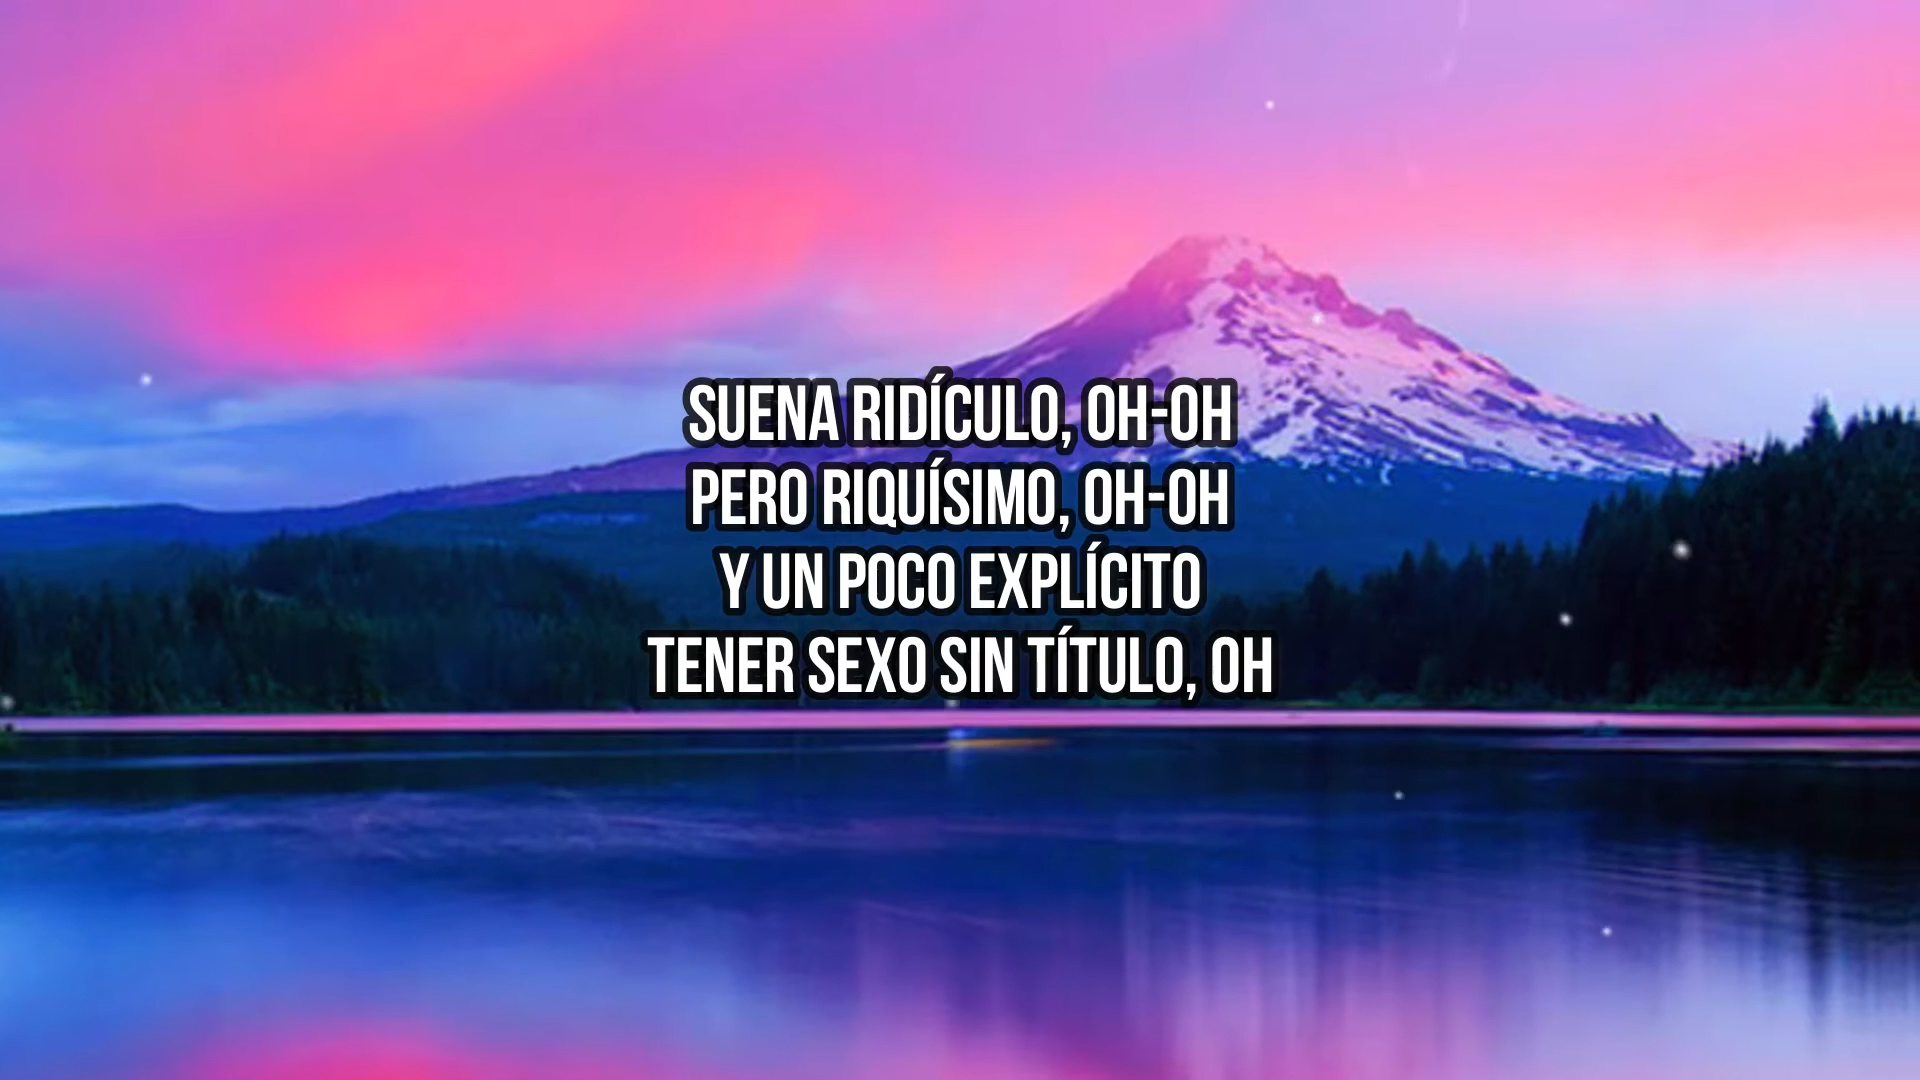 SUENA RIDÍCULO, OH-OH
PERO RIQUÍSIMO, OH-OH
Y UN POCO EXPLÍCITO
TENER SEXO SIN TÍTULO, OH